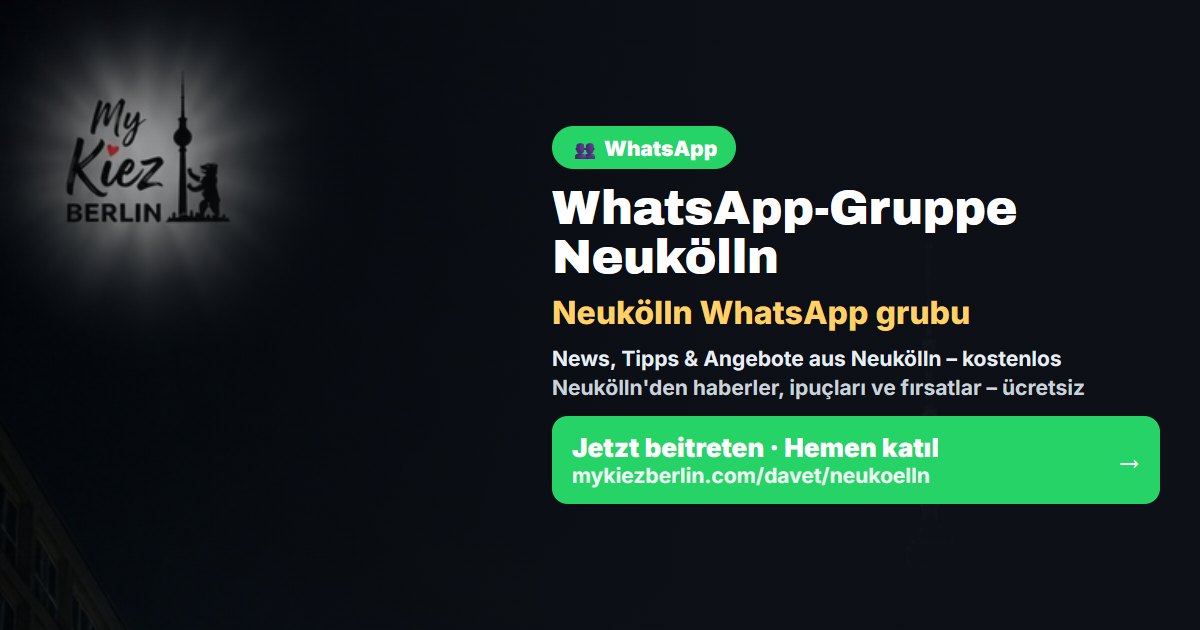 My
Kiez
BERLIN
👥 WhatsApp
WhatsApp-Gruppe
Neukölln
Neukölln WhatsApp grubu
News, Tipps & Angebote aus Neukölln – kostenlos
Neukölln'den haberler, ipuçları ve fırsatlar – ücretsiz
Jetzt beitreten · Hemen katıl
mykiezberlin.com/davet/neukoelln
→